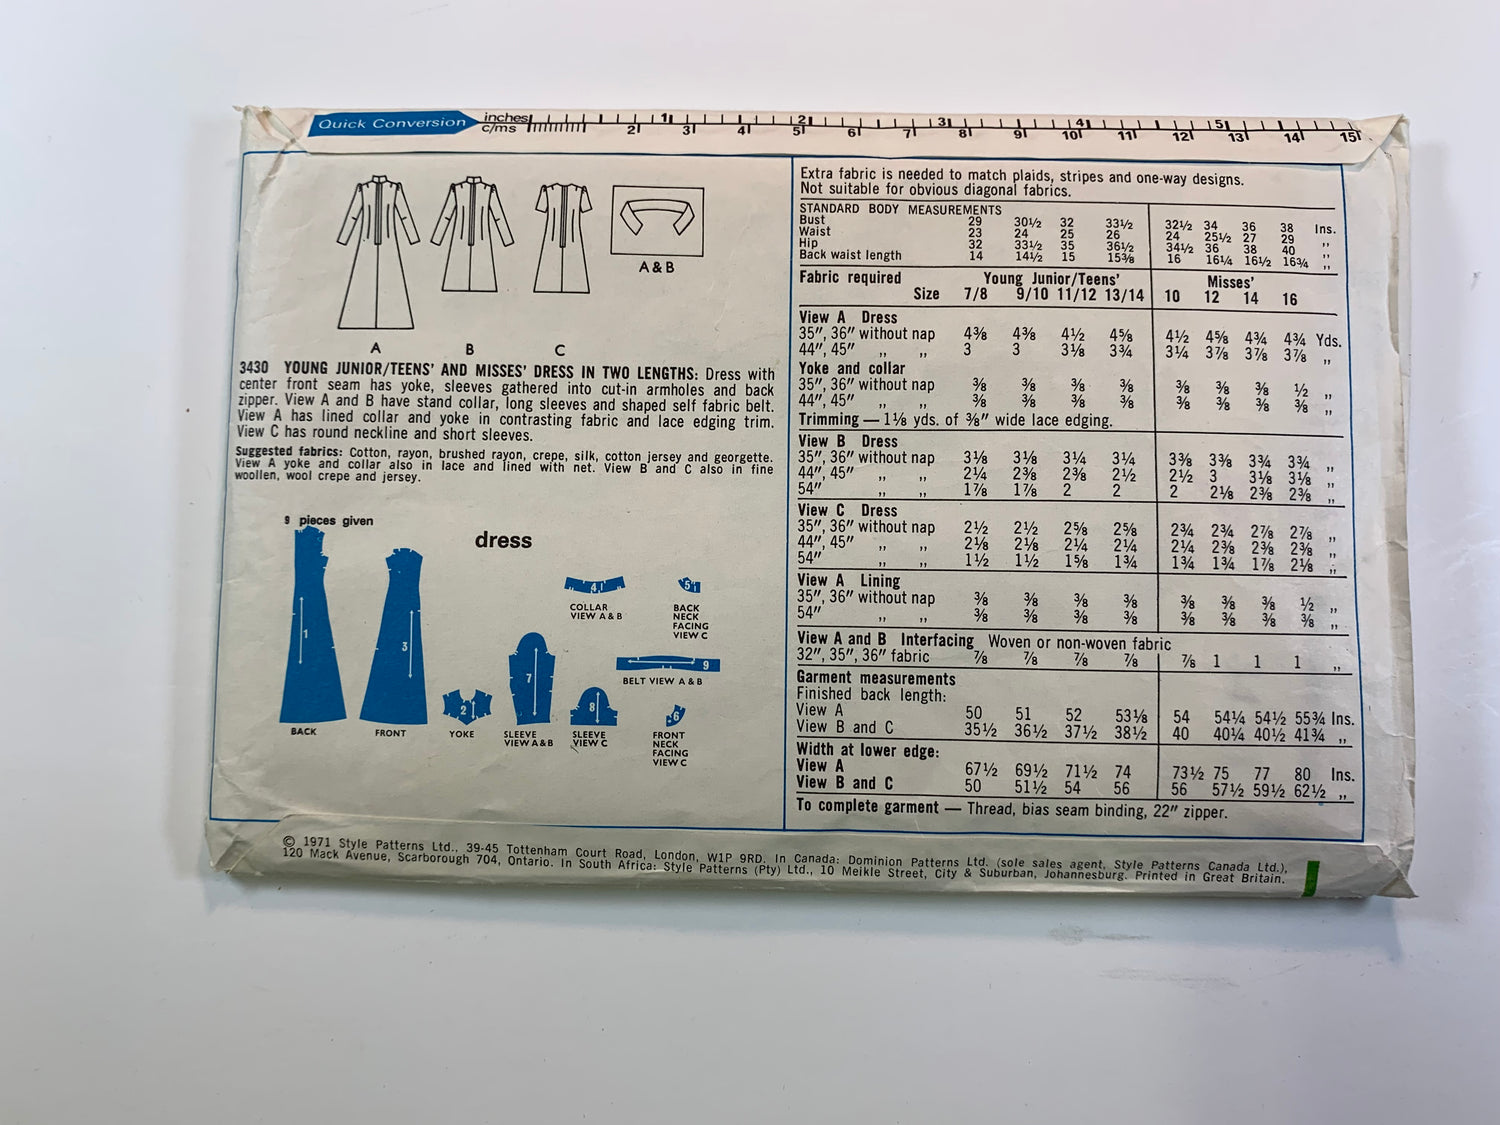 Quick Conversion inches 1 2 3 4 5
c/ms 2 3 4 5 6 7 8 9 10 11 12 13 14 15
A B C
A & B
3430 YOUNG JUNIOR/TEENS' AND MISSES' DRESS IN TWO LENGTHS: Dress with
center front seam has yoke, sleeves gathered into cut-in armholes and back
zipper. View A and B have stand collar, long sleeves and shaped self fabric belt.
View A has lined collar and yoke in contrasting fabric and lace edging trim.
View C has round neckline and short sleeves.
Suggested fabrics: Cotton, rayon, brushed rayon, crepe, silk, cotton jersey and georgette.
View A yoke and collar also in lace and lined with net. View B and C also in fine
woollen, wool crepe and jersey.
9 pieces given
dress
1
BACK
3
FRONT
2
YOKE
7
SLEEVE
VIEW A & B
8
SLEEVE
VIEW C
4
COLLAR
VIEW A & B
5
BACK
NECK
FACING
VIEW C
9
BELT VIEW A & B
6
FRONT
NECK
FACING
VIEW C
Extra fabric is needed to match plaids, stripes and one-way designs.
Not suitable for obvious diagonal fabrics.
STANDARD BODY MEASUREMENTS
Bust 29 30½ 32 33½ 32½ 34 36 38 Ins.
Waist 23 24 25 26 24 25½ 27 29 ,,
Hip 32 33½ 35 36½ 34½ 36 38 40 ,,
Back waist length 14 14½ 15 15⅜ 16 16¼ 16½ 16¾ ,,
Fabric required Young Junior/Teens' Misses'
Size 7/8 9/10 11/12 13/14 10 12 14 16
View A Dress
35", 36" without nap 4⅜ 4⅜ 4½ 4⅝ 4½ 4⅝ 4¾ 4¾ Yds.
44", 45" ,, ,, 3 3 3⅛ 3¾ 3¼ 3⅞ 3⅞ 3⅞ ,,
Yoke and collar
35", 36" without nap ⅜ ⅜ ⅜ ⅜ ⅜ ⅜ ⅜ ½ ,,
44", 45" ,, ,, ⅜ ⅜ ⅜ ⅜ ⅜ ⅜ ⅜ ⅜ ,,
Trimming — 1⅛ yds. of ⅜" wide lace edging.
View B Dress
35", 36" without nap 3⅛ 3⅛ 3¼ 3¼ 3⅜ 3⅜ 3¾ 3¾ ,,
44", 45" ,, ,, 2¼ 2⅜ 2⅜ 2½ 2½ 3 3⅛ 3⅛ ,,
54" ,, ,, 1⅞ 1⅞ 2 2 2 2⅛ 2⅜ 2⅜ ,,
View C Dress
35", 36" without nap 2½ 2½ 2⅝ 2⅝ 2¾ 2¾ 2⅞ 2⅞ ,,
44", 45" ,, ,, 2⅛ 2⅛ 2¼ 2¼ 2¼ 2⅜ 2⅜ 2⅜ ,,
54" ,, ,, 1½ 1½ 1⅝ 1¾ 1¾ 1¾ 1⅞ 2⅛ ,,
View A Lining
35", 36" without nap ⅜ ⅜ ⅜ ⅜ ⅜ ⅜ ⅜ ½ ,,
54" ,, ,, ⅜ ⅜ ⅜ ⅜ ⅜ ⅜ ⅜ ⅜ ,,
View A and B Interfacing Woven or non-woven fabric
32", 35", 36" fabric ⅞ ⅞ ⅞ ⅞ ⅞ 1 1 1 ,,
Garment measurements
Finished back length:
View A 50 51 52 53⅛ 54 54¼ 54½ 55¾ Ins.
View B and C 35½ 36½ 37½ 38½ 40 40¼ 40½ 41¾ ,,
Width at lower edge:
View A 67½ 69½ 71½ 74 73½ 75 77 80 Ins.
View B and C 50 51½ 54 56 56 57½ 59½ 62½ ,,
To complete garment — Thread, bias seam binding, 22" zipper.
© 1971 Style Patterns Ltd., 39-45 Tottenham Court Road, London, W1P 9RD. In Canada: Dominion Patterns Ltd. (sole sales agent, Style Patterns Canada Ltd.),
120 Mack Avenue, Scarborough 704, Ontario. In South Africa: Style Patterns (Pty) Ltd., 10 Meikle Street, City & Suburban, Johannesburg. Printed in Great Britain.